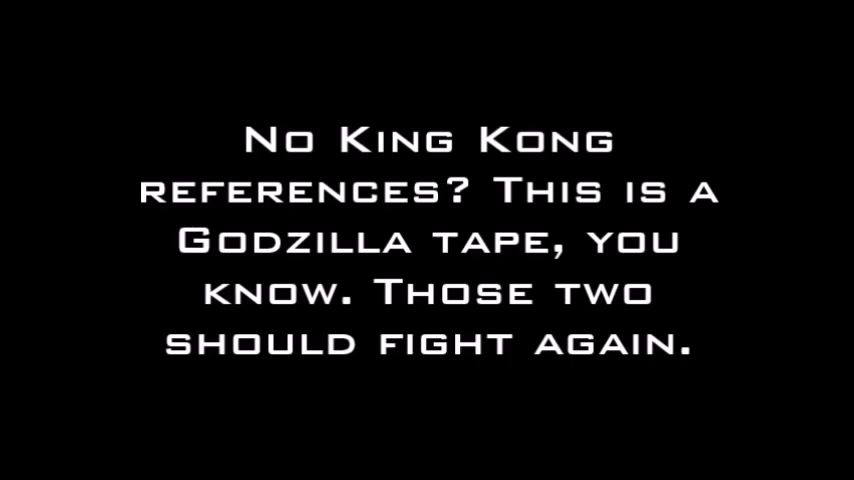 No King Kong
references? This is a
Godzilla tape, you
know. Those two
should fight again.